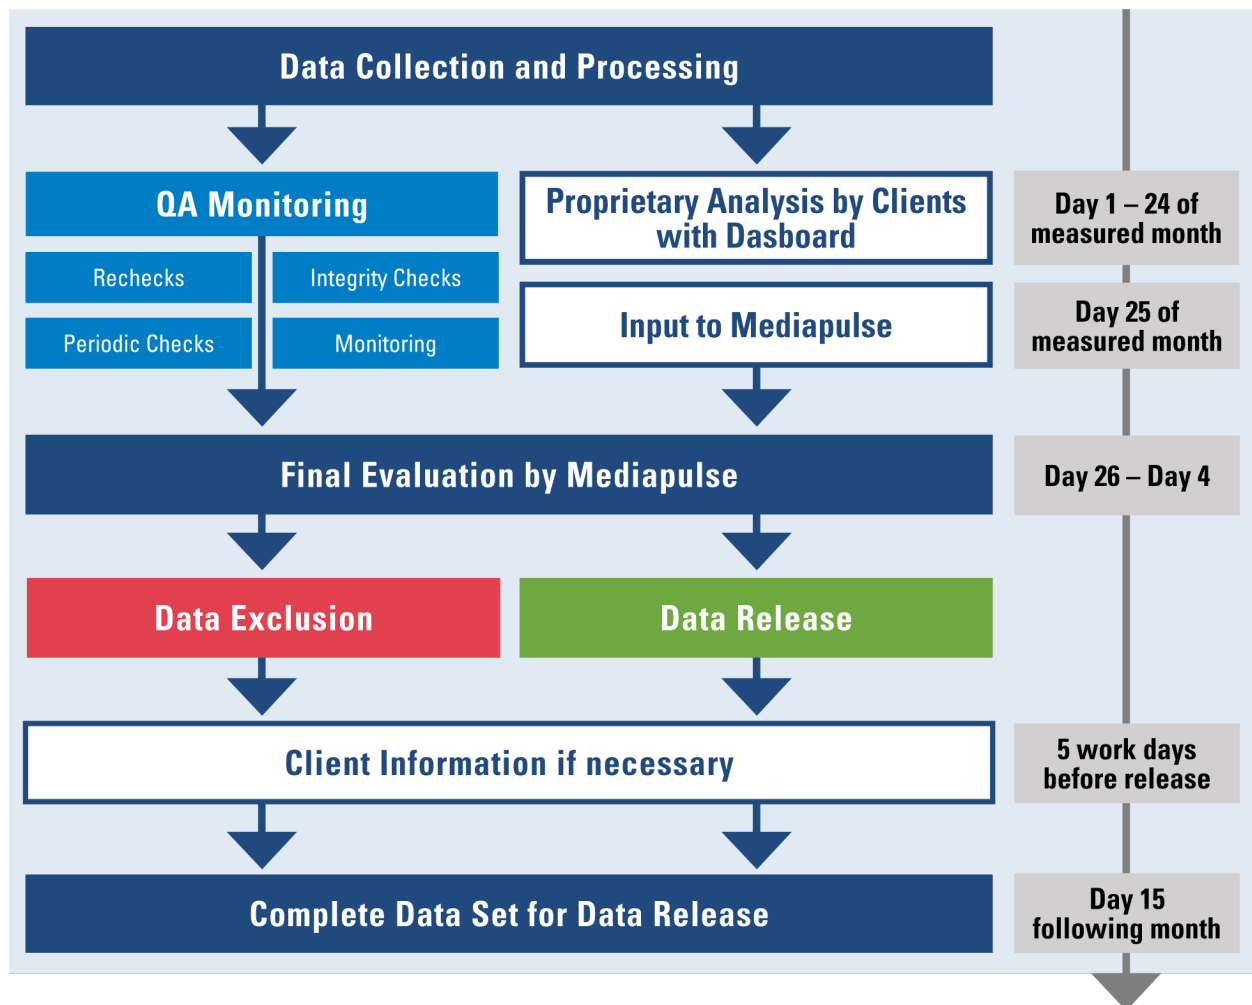 Data Collection and Processing
QA Monitoring
Rechecks
Integrity Checks
Periodic Checks
Monitoring
Proprietary Analysis by Clients
with Dasboard
Day 1 – 24 of
measured month
Input to Mediapulse
Day 25 of
measured month
Final Evaluation by Mediapulse
Day 26 – Day 4
Data Exclusion
Data Release
Client Information if necessary
5 work days
before release
Complete Data Set for Data Release
Day 15
following month